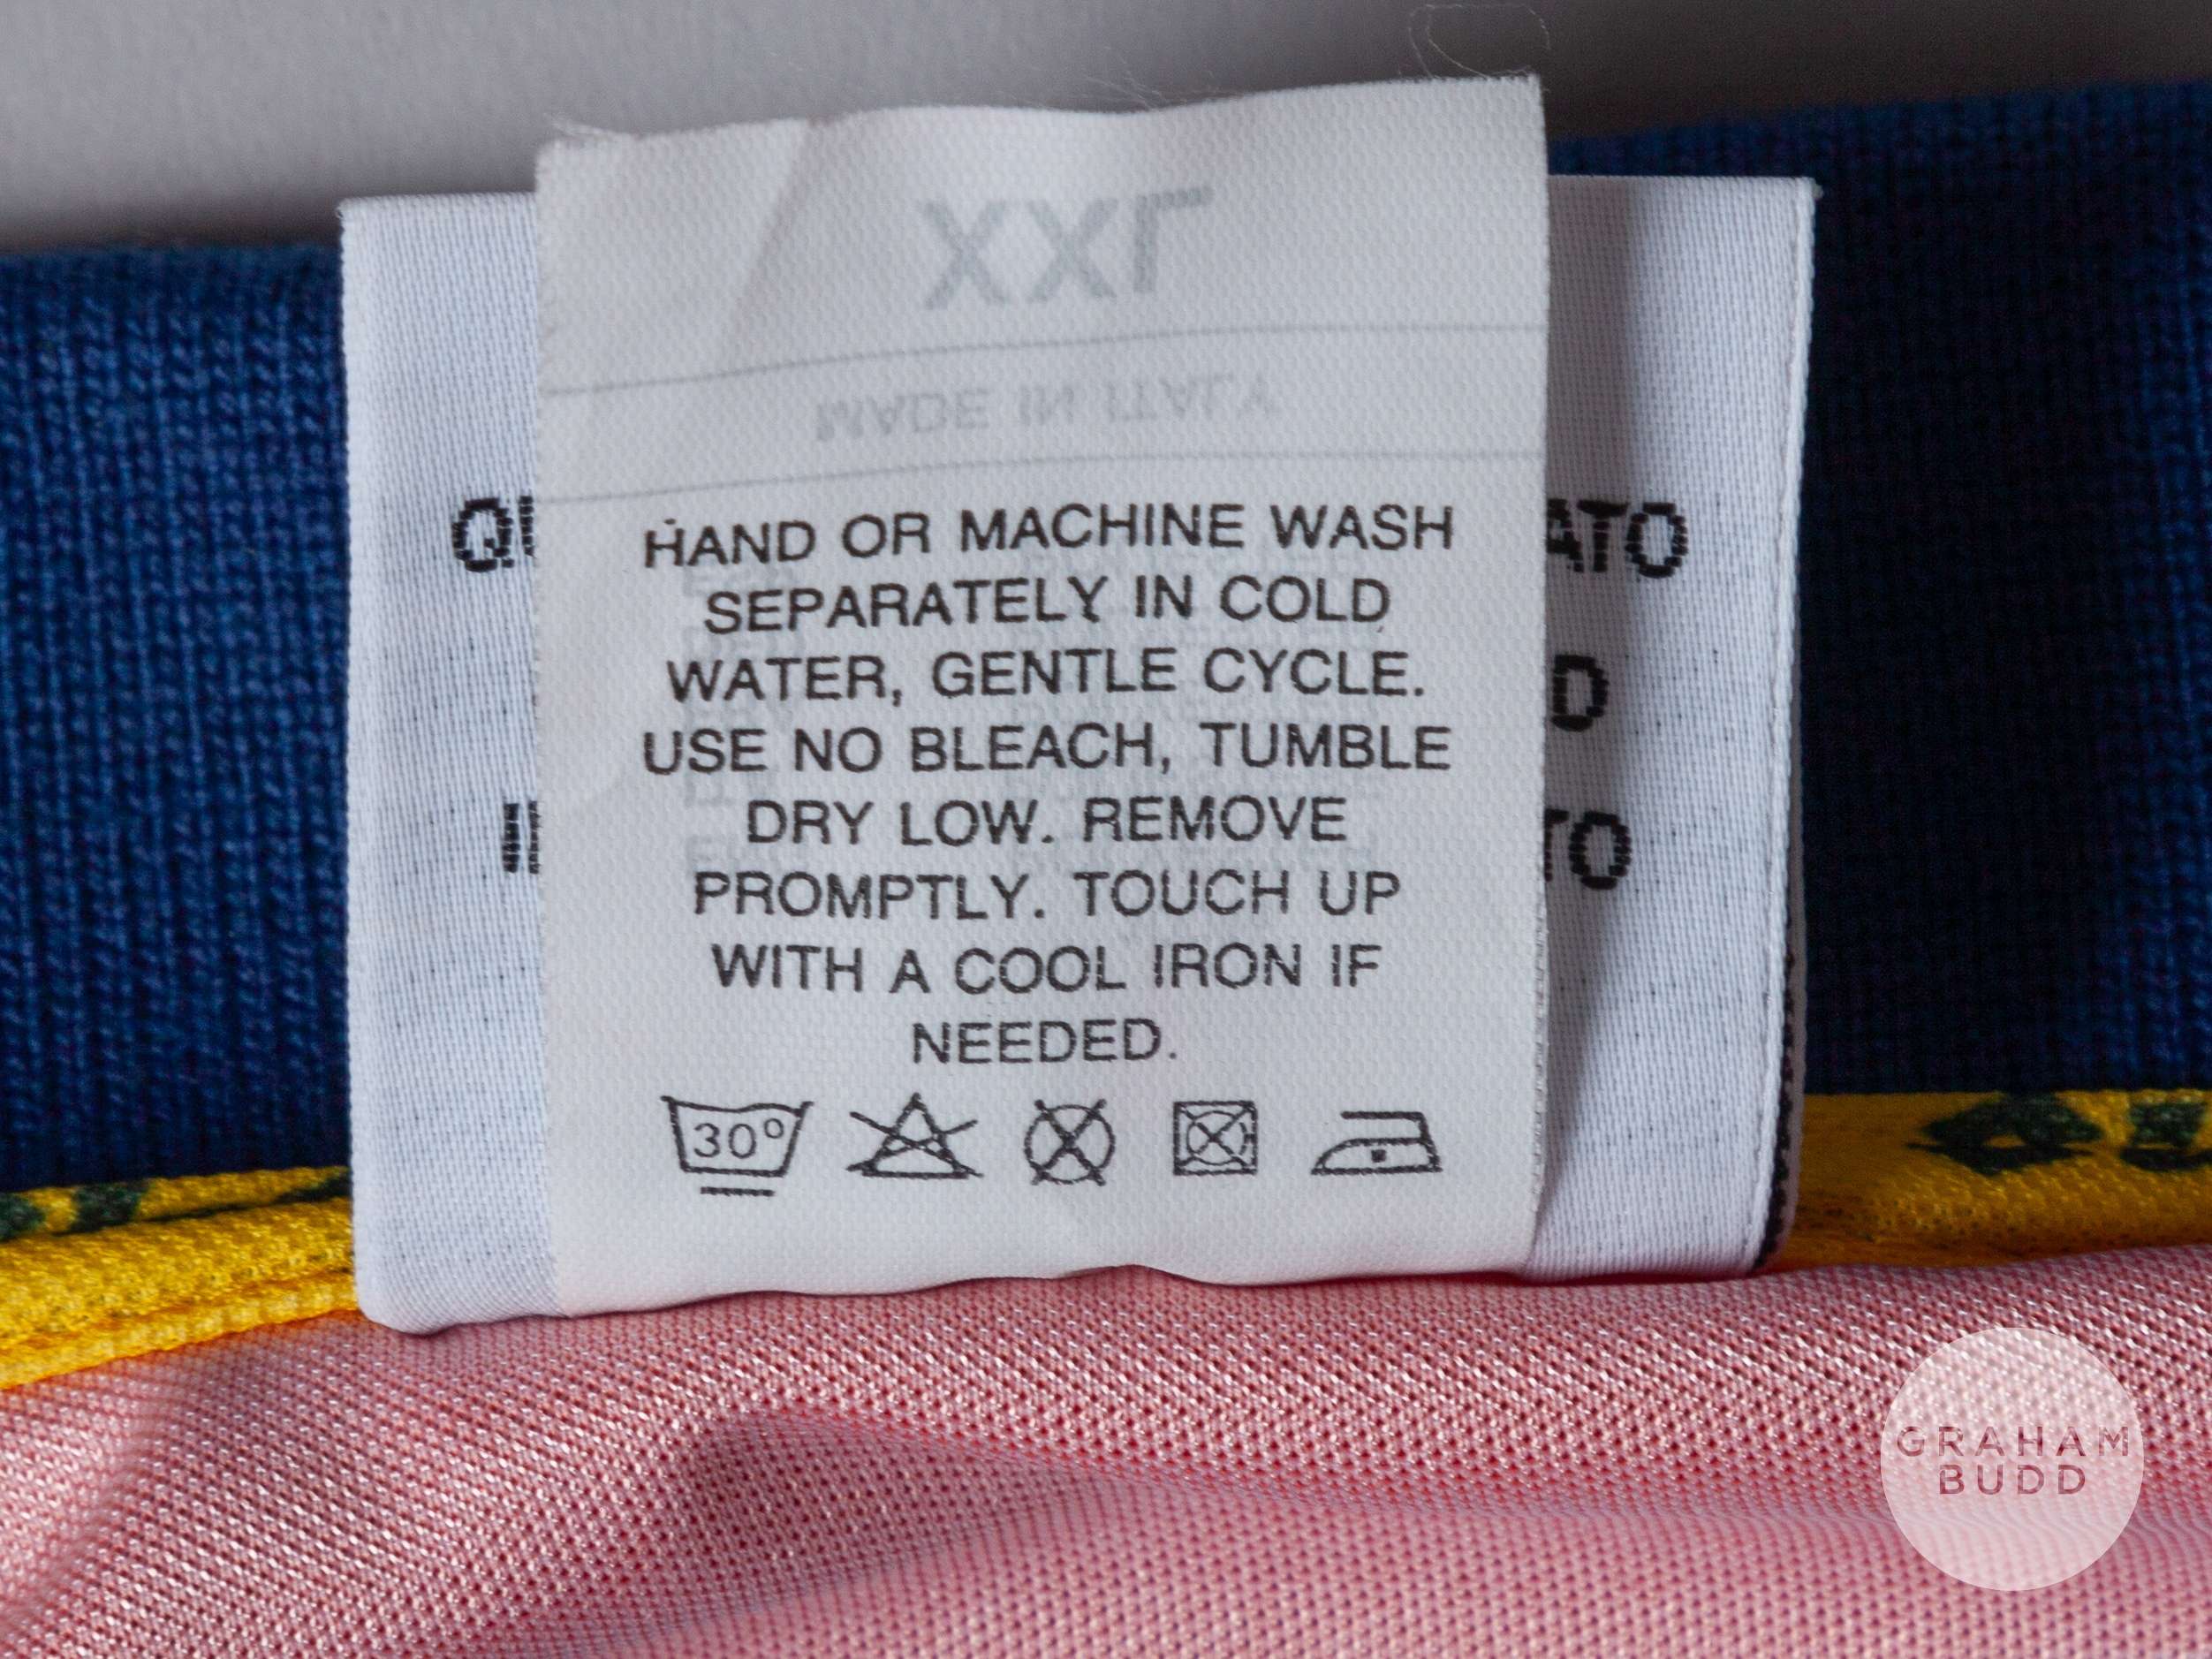 XXL
MADE IN ITALY
HAND OR MACHINE WASH
SEPARATELY IN COLD
WATER, GENTLE CYCLE.
USE NO BLEACH, TUMBLE
DRY LOW. REMOVE
PROMPTLY. TOUCH UP
WITH A COOL IRON IF
NEEDED.
30°
GRAHAM
BUDD